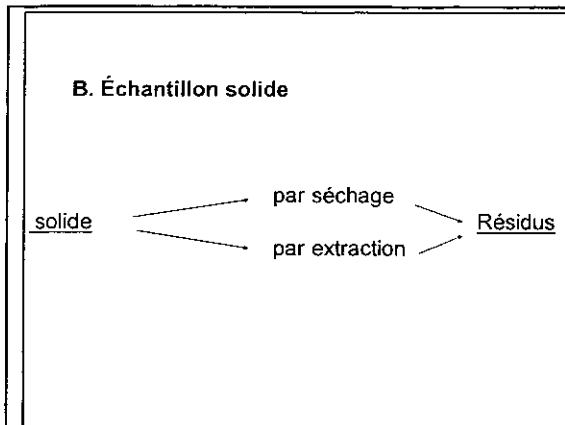 B. Échantillon solide
par séchage
solide
Résidus
par extraction